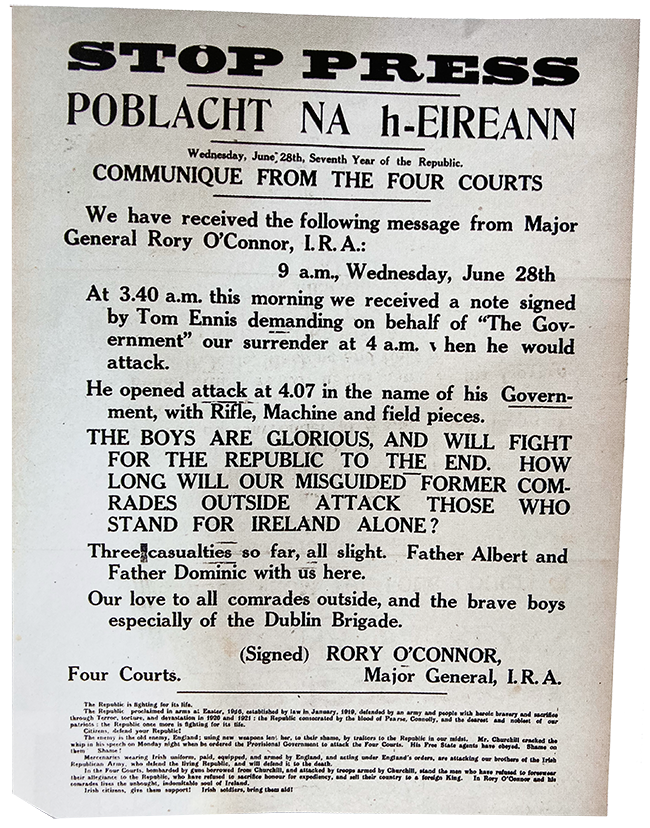 STOP PRESS
POBLACHT NA h-EIREANN
Wednesday, June, 28th, Seventh Year of the Republic.
COMMUNIQUE FROM THE FOUR COURTS
We have received the following message from Major
General Rory O'Connor, I.R.A.:
9 a.m., Wednesday, June 28th
At 3.40 a.m. this morning we received a note signed
by Tom Ennis demanding on behalf of "The Gov-
ernment" our surrender at 4 a.m. hen he would
attack.
He opened attack at 4.07 in the name of his Govern-
ment, with Rifle, Machine and field pieces.
THE BOYS ARE GLORIOUS, AND WILL FIGHT
FOR THE REPUBLIC TO THE END. HOW
LONG WILL OUR MISGUIDED FORMER COM-
RADES OUTSIDE ATTACK THOSE WHO
STAND FOR IRELAND ALONE?
Three casualties so far, all slight. Father Albert and
Father Dominic with us here.
Our love to all comrades outside, and the brave boys
especially of the Dublin Brigade.
(Signed) RORY O'CONNOR,
Four Courts. Major General, I.R.A.
The Republic is fighting for its life.
The Republic proclaimed in arms at Easter, 1916, established by law in January, 1919, defended by an army and people with heroic bravery and sacrifice
through Terror, torture, and devastation in 1920 and 1921: the Republic consecrated by the blood of Pearse, Connolly, and the dearest and noblest of our
patriots: the Republic once more is fighting for its life.
Citizens, defend your Republic!
The enemy is the old enemy, England; using new weapons lent her, to their shame, by traitors to the Republic in our midst. Mr. Churchill cracked the
whip in his speech on Monday night when he ordered the Provisional Government to attack the Four Courts. His Free State agents have obeyed. Shame on
them Shame!
Mercenaries wearing Irish uniform, paid, equipped, and armed by England, and acting under England's orders, are attacking our brothers of the Irish
Republican Army, who defend the living Republic, and will defend it to the death.
In the Four Courts, bombarded by guns borrowed from Churchill, and attacked by troops armed by Churchill, stand the men who have refused to forswear
their allegiance to the Republic, who have refused to sacrifice honour for expediency, and sell their country to a foreign King. In Rory O'Connor and his
comrades lives the unbought, indomitable soul of Ireland.
Irish citizens, give them support! Irish soldiers, bring them aid!